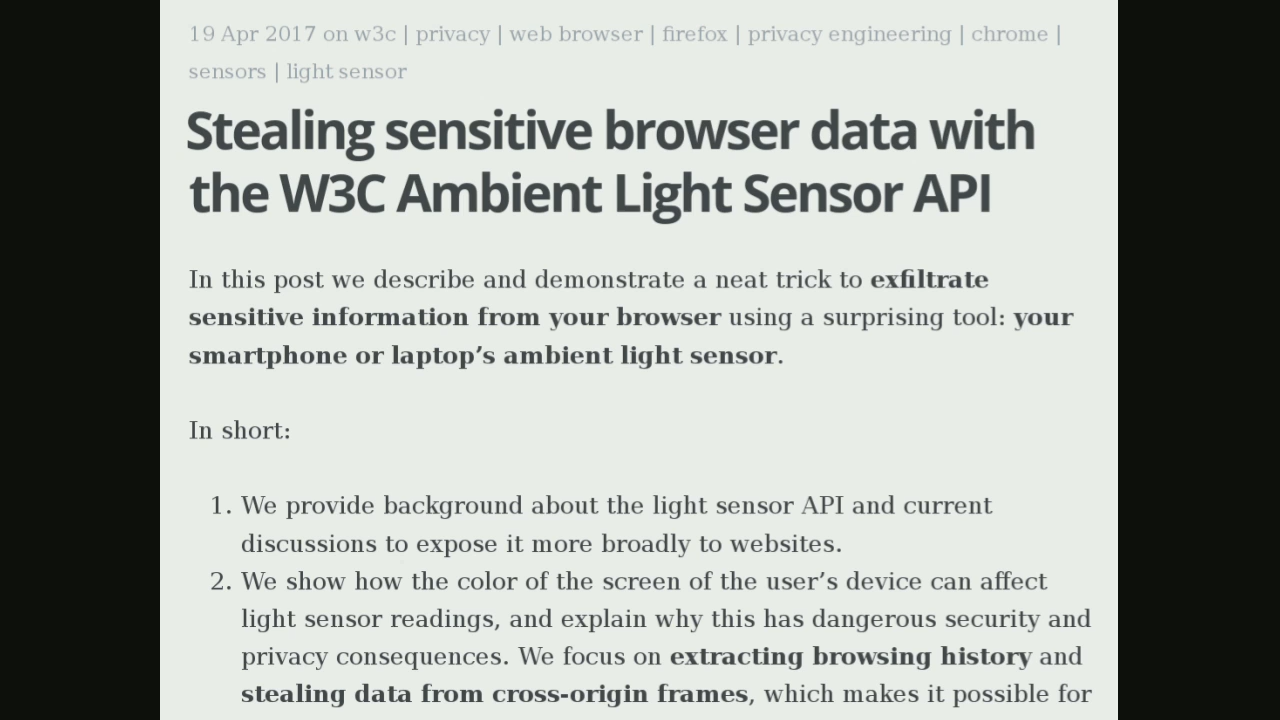 19 Apr 2017 on w3c | privacy | web browser | firefox | privacy engineering | chrome |
sensors | light sensor
Stealing sensitive browser data with
the W3C Ambient Light Sensor API
In this post we describe and demonstrate a neat trick to exfiltrate
sensitive information from your browser using a surprising tool: your
smartphone or laptop’s ambient light sensor.
In short:
1. We provide background about the light sensor API and current
discussions to expose it more broadly to websites.
2. We show how the color of the screen of the user’s device can affect
light sensor readings, and explain why this has dangerous security and
privacy consequences. We focus on extracting browsing history and
stealing data from cross-origin frames, which makes it possible for